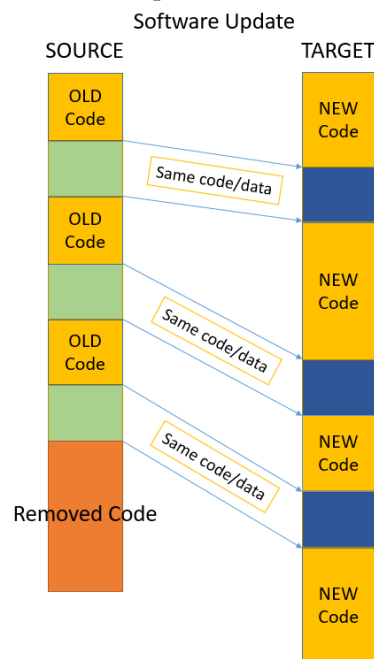 Software Update
SOURCE
TARGET
OLD
Code
NEW
Code
Same code/data
OLD
Code
NEW
Code
Same code/data
OLD
Code
NEW
Code
Same code/data
Removed Code
NEW
Code